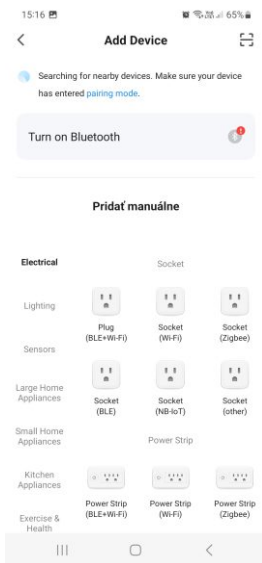 15:16 65%
Add Device
Searching for nearby devices. Make sure your device
has entered pairing mode.
Turn on Bluetooth
Pridať manuálne
Electrical
Socket
Lighting
Plug
(BLE+Wi-Fi)
Socket
(Wi-Fi)
Socket
(Zigbee)
Sensors
Large Home
Appliances
Socket
(BLE)
Socket
(NB-IoT)
Socket
(other)
Small Home
Appliances
Power Strip
Kitchen
Appliances
Power Strip
(BLE+Wi-Fi)
Power Strip
(Wi-Fi)
Power Strip
(Zigbee)
Exercise &
Health